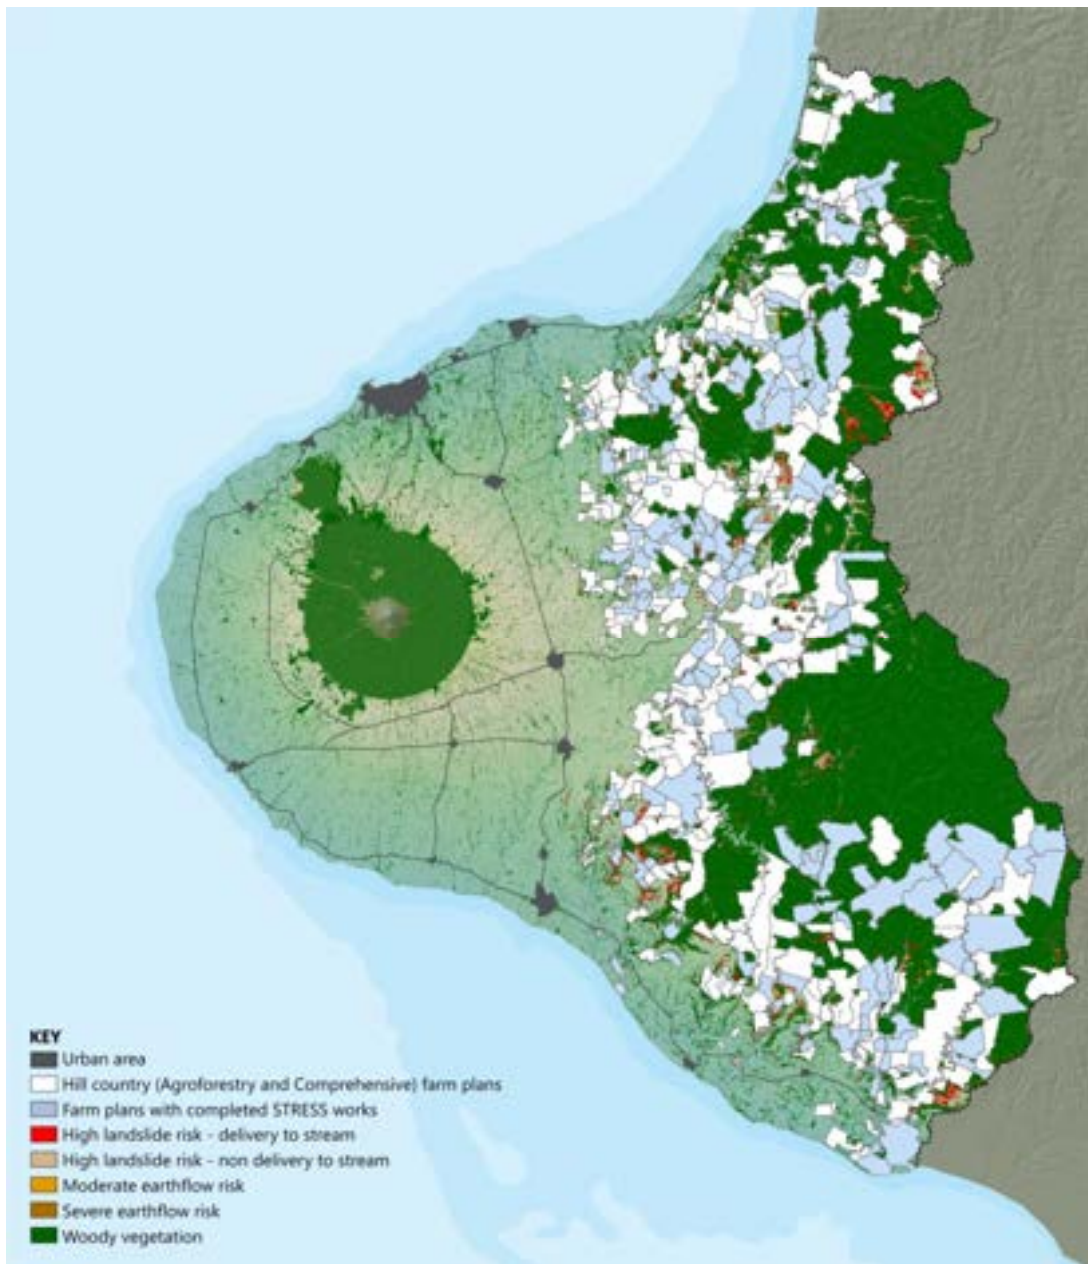 KEY
Urban area
Hill country (Agroforestry and Comprehensive) farm plans
Farm plans with completed STRESS works
High landslide risk - delivery to stream
High landslide risk - non delivery to stream
Moderate earthflow risk
Severe earthflow risk
Woody vegetation